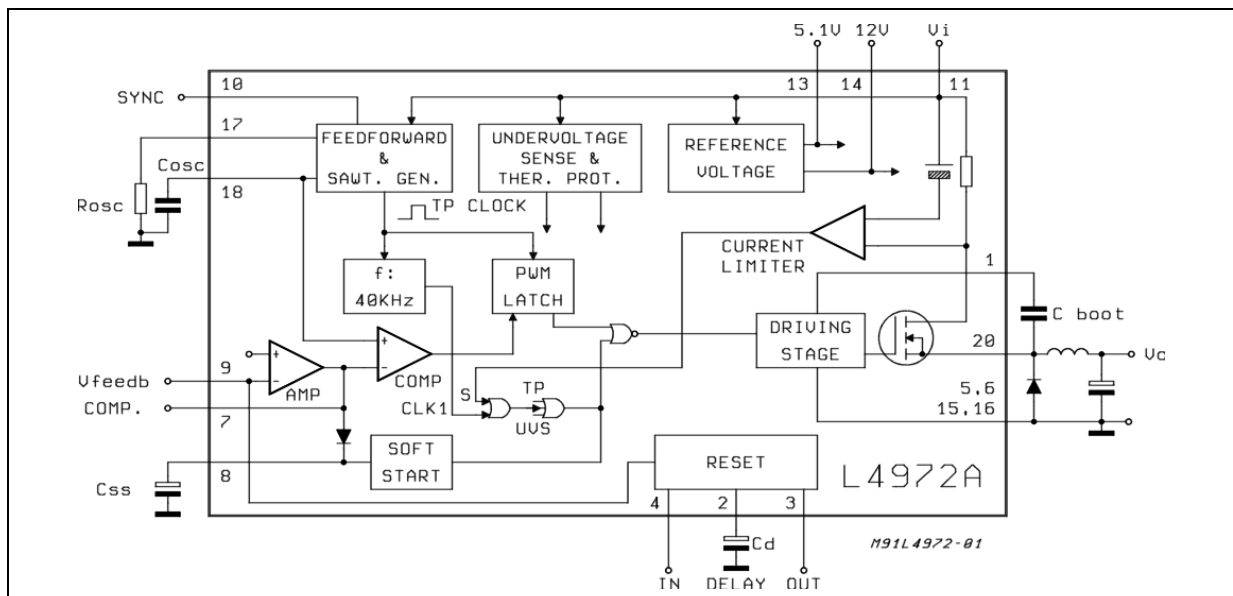 5.1V 12V Vi
10 13 14 11
SYNC
17
FEEDFORWARD
&
SAWT. GEN.
UNDERVOLTAGE
SENSE &
THER. PROT.
REFERENCE
VOLTAGE
Cosc
18
Rosc
TP CLOCK
CURRENT
LIMITER
1
f:
40KHz
PWM
LATCH
C boot
DRIVING
STAGE
20
+
-
COMP
+
-
AMP
9
Vfeedb
COMP.
7
S
CLK1
TP
UVS
5,6
15,16
SOFT
START
8
Css
RESET
L4972A
4 2 3
Cd
M91L4972-01
IN DELAY OUT